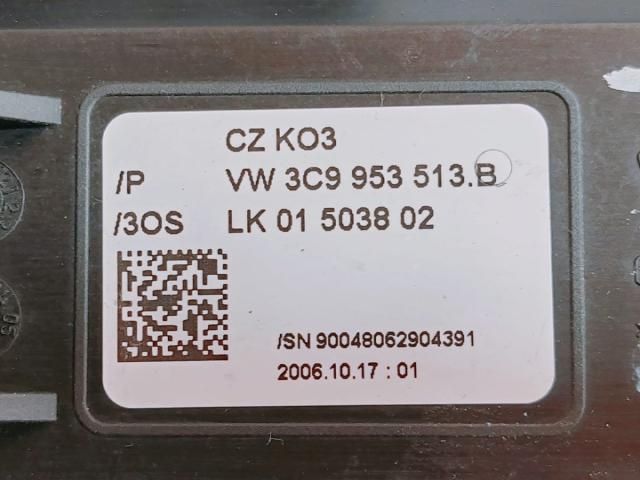 CZ KO3
/P VW 3C9 953 513.B
/3OS LK 01 5038 02
/SN 90048062904391
2006.10.17 : 01